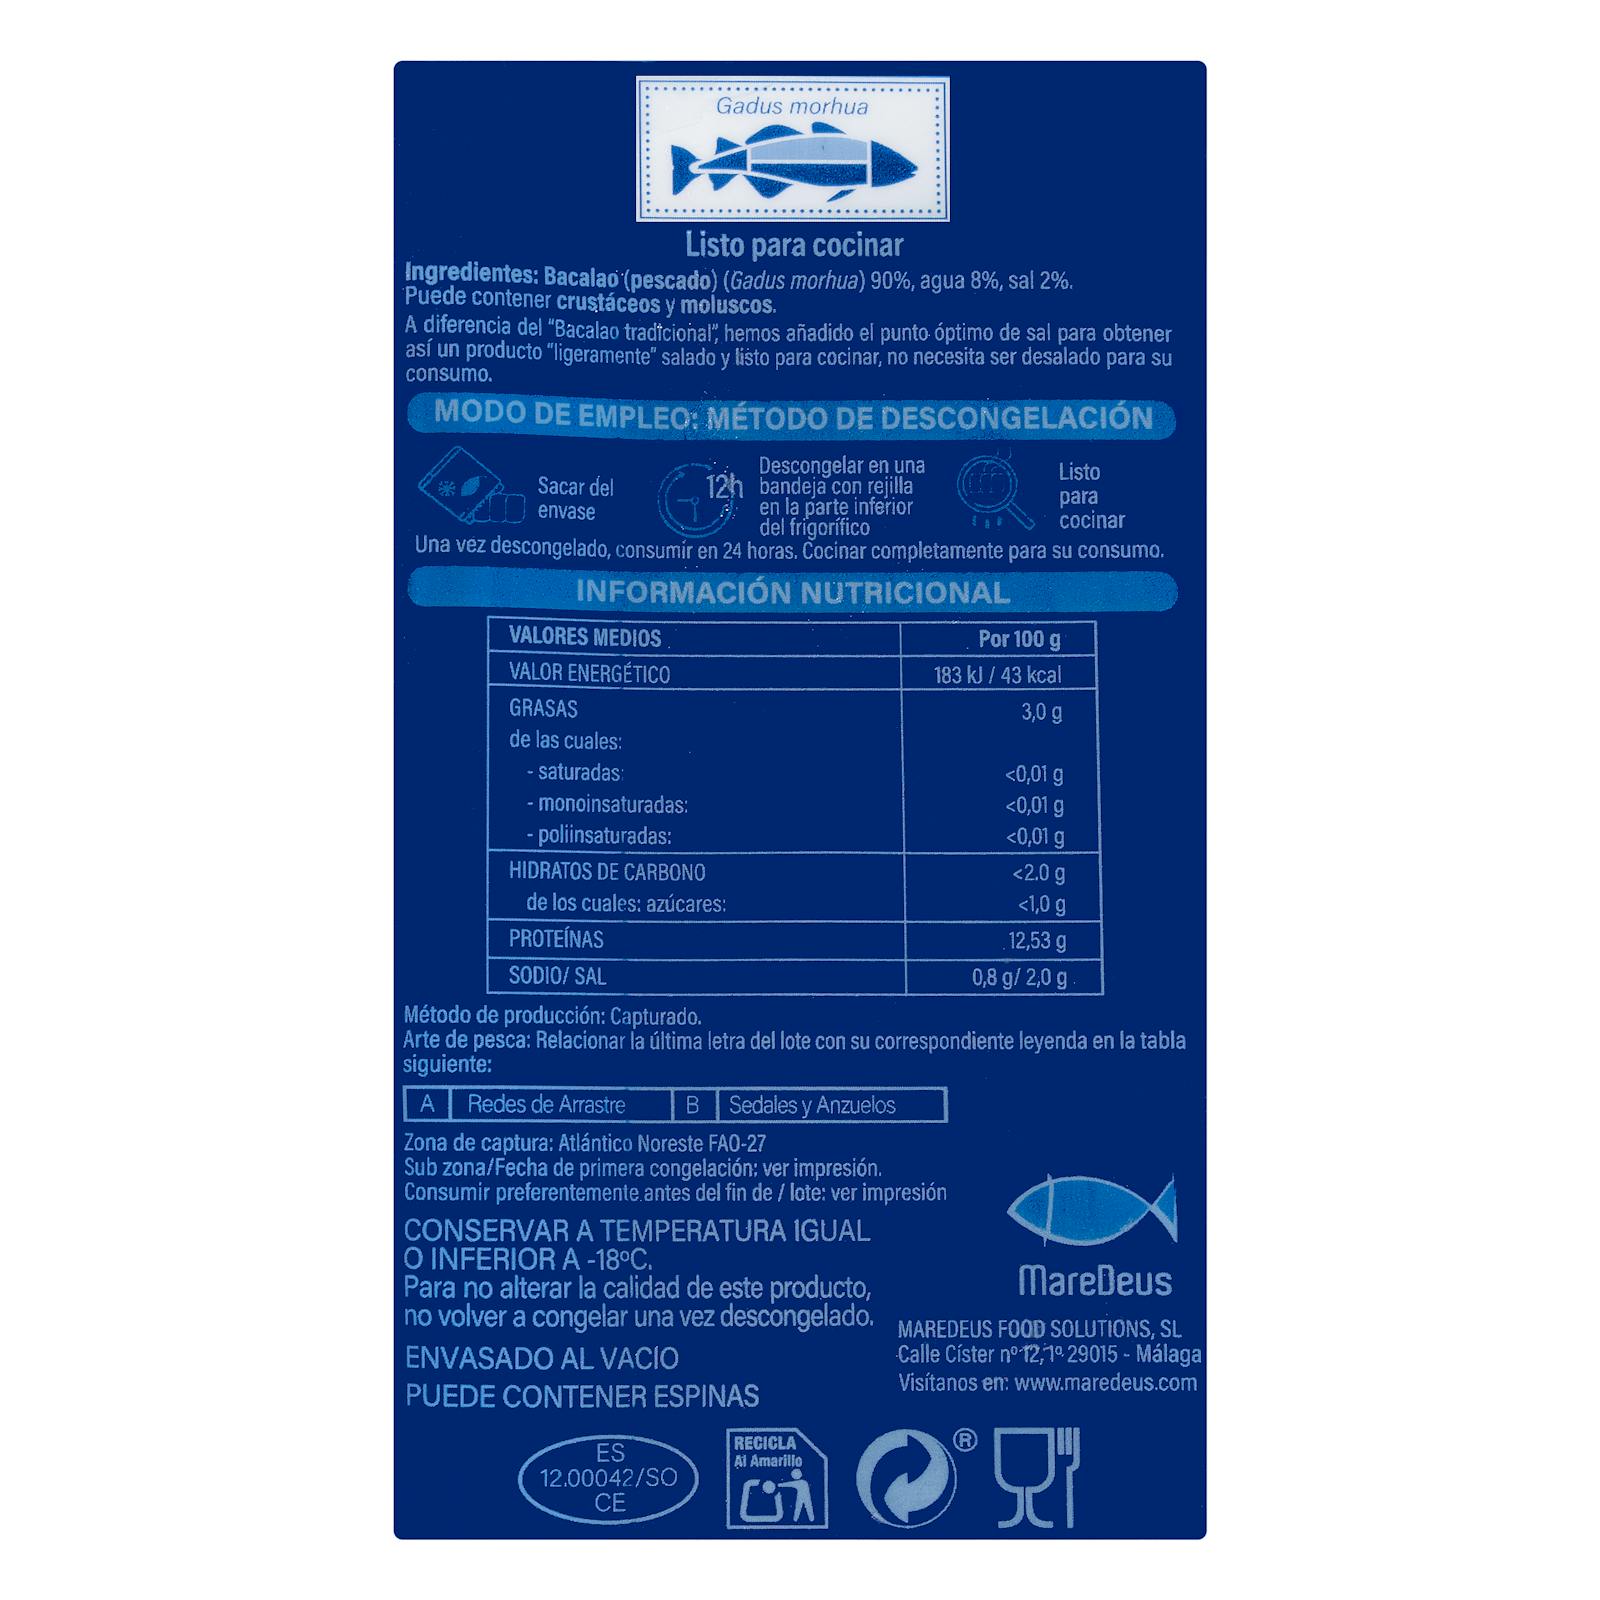 Gadus morhua
Listo para cocinar
Ingredientes: Bacalao (pescado) (Gadus morhua) 90%, agua 8%, sal 2%.
Puede contener crustáceos y moluscos.
A diferencia del "Bacalao tradicional", hemos añadido el punto óptimo de sal para obtener
así un producto "ligeramente" salado y listo para cocinar, no necesita ser desalado para su
consumo.
MODO DE EMPLEO: MÉTODO DE DESCONGELACIÓN
Sacar del
envase
12h
Descongelar en una
bandeja con rejilla
en la parte inferior
del frigorífico
Listo
para
cocinar
Una vez descongelado, consumir en 24 horas. Cocinar completamente para su consumo.
INFORMACIÓN NUTRICIONAL
VALORES MEDIOS Por 100 g
VALOR ENERGÉTICO 183 kJ / 43 kcal
GRASAS 3,0 g
de las cuales:
- saturadas: <0,01 g
- monoinsaturadas: <0,01 g
- poliinsaturadas: <0,01 g
HIDRATOS DE CARBONO <2.0 g
de los cuales: azúcares: <1,0 g
PROTEÍNAS 12,53 g
SODIO/ SAL 0,8 g/ 2,0 g
Método de producción: Capturado.
Arte de pesca: Relacionar la última letra del lote con su correspondiente leyenda en la tabla
siguiente:
A Redes de Arrastre B Sedales y Anzuelos
Zona de captura: Atlántico Noreste FAO-27
Sub zona/Fecha de primera congelación: ver impresión.
Consumir preferentemente antes del fin de / lote: ver impresión
CONSERVAR A TEMPERATURA IGUAL
O INFERIOR A -18ºC.
Para no alterar la calidad de este producto,
no volver a congelar una vez descongelado.
ENVASADO AL VACIO
PUEDE CONTENER ESPINAS
MareDeus
MAREDEUS FOOD SOLUTIONS, SL
Calle Císter nº 12, 1º 29015 - Málaga
Visítanos en: www.maredeus.com
ES
12.00042/SO
CE
RECICLA
Al Amarillo
®